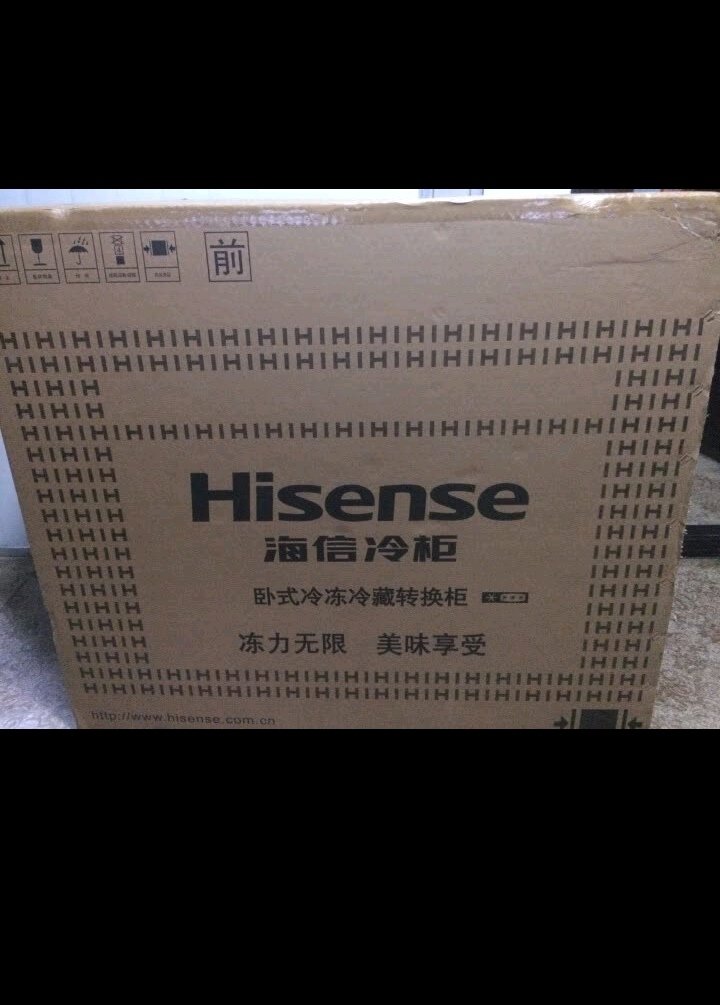 前
Hisense
海信冷柜
卧式冷冻冷藏转换柜
冻力无限 美味享受
http://www.hisense.com.cn